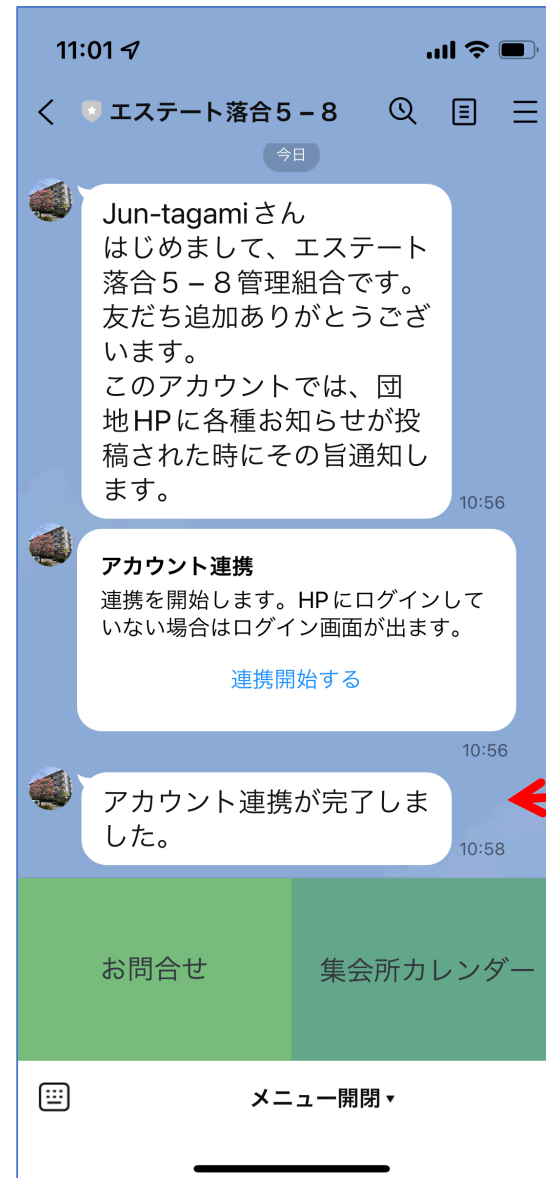 11:01
エステート落合５－８
今日
Jun-tagamiさん
はじめまして、エステート
落合５－８管理組合です。
友だち追加ありがとうござ
います。
このアカウントでは、団
地HPに各種お知らせが投
稿された時にその旨通知し
ます。
10:56
アカウント連携
連携を開始します。HPにログインして
いない場合はログイン画面が出ます。
連携開始する
10:56
アカウント連携が完了しま
した。
10:58
お問合せ
集会所カレンダー
メニュー開閉▼